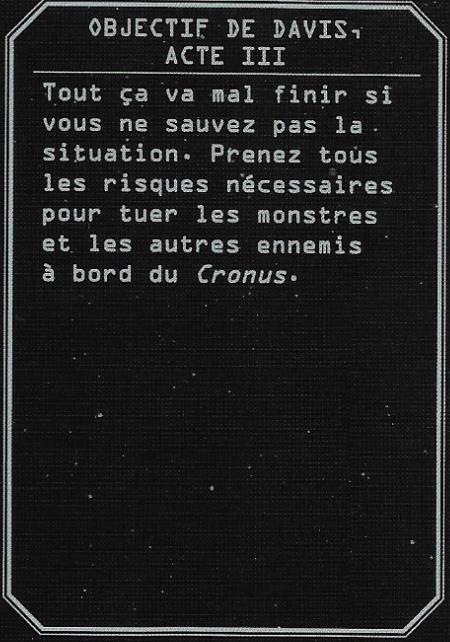 OBJECTIF DE DAVIS,
ACTE III
Tout ça va mal finir si
vous ne sauvez pas la
situation. Prenez tous
les risques nécessaires
pour tuer les monstres
et les autres ennemis
à bord du Cronus.